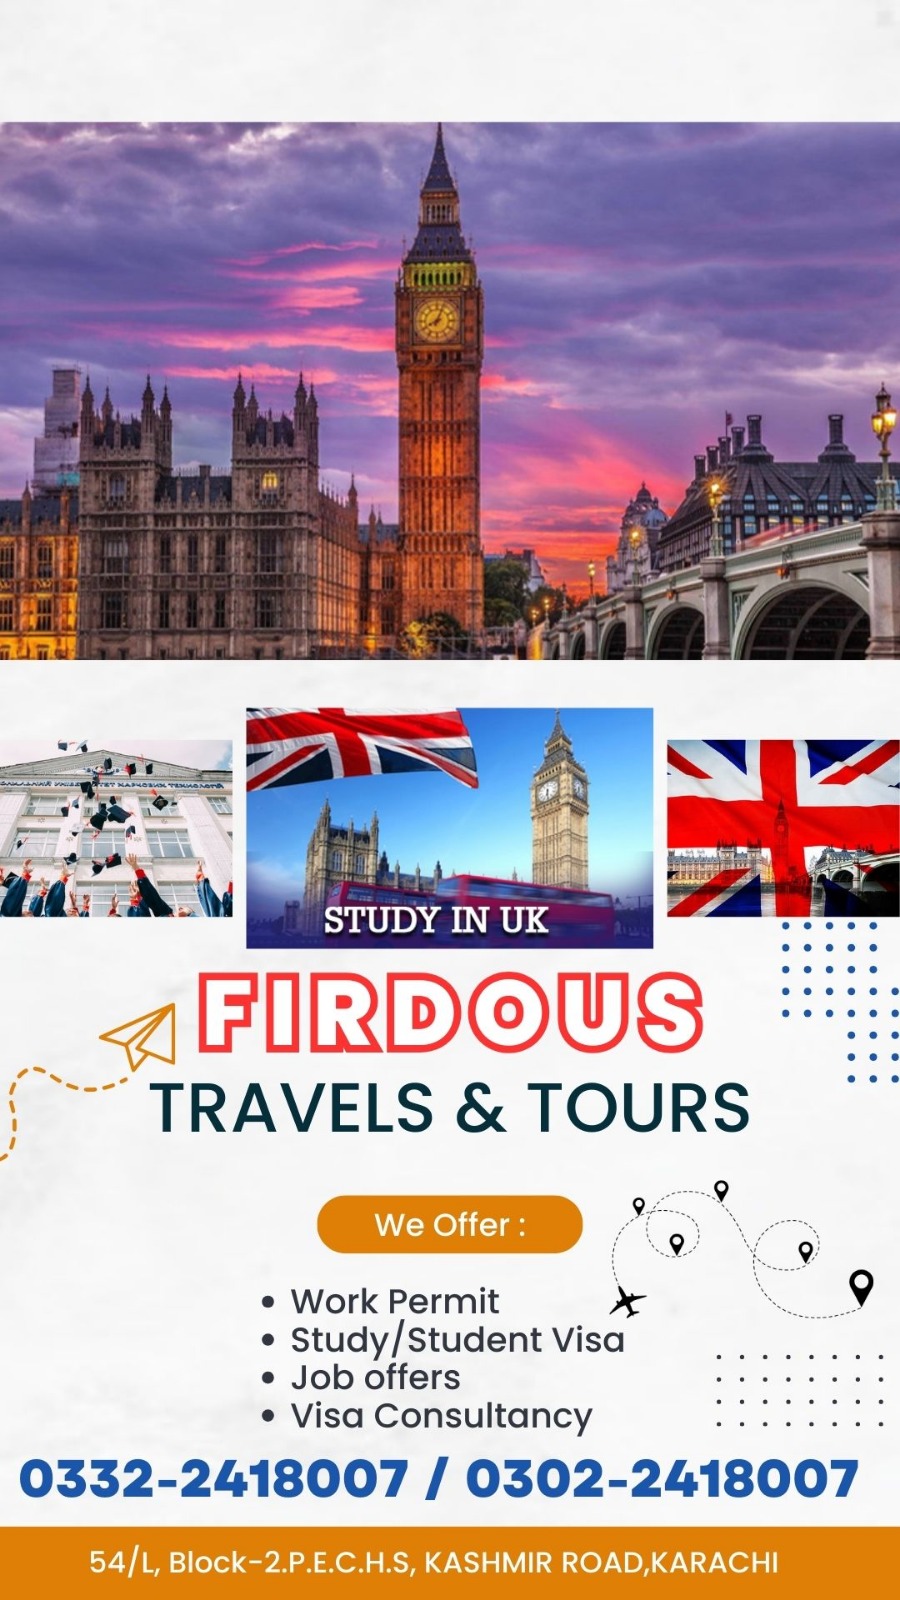 STUDY IN UK
FIRDOUS
TRAVELS & TOURS
We Offer :
• Work Permit
• Study/Student Visa
• Job offers
• Visa Consultancy
0332-2418007 / 0302-2418007
54/L, Block-2.P.E.C.H.S, KASHMIR ROAD,KARACHI